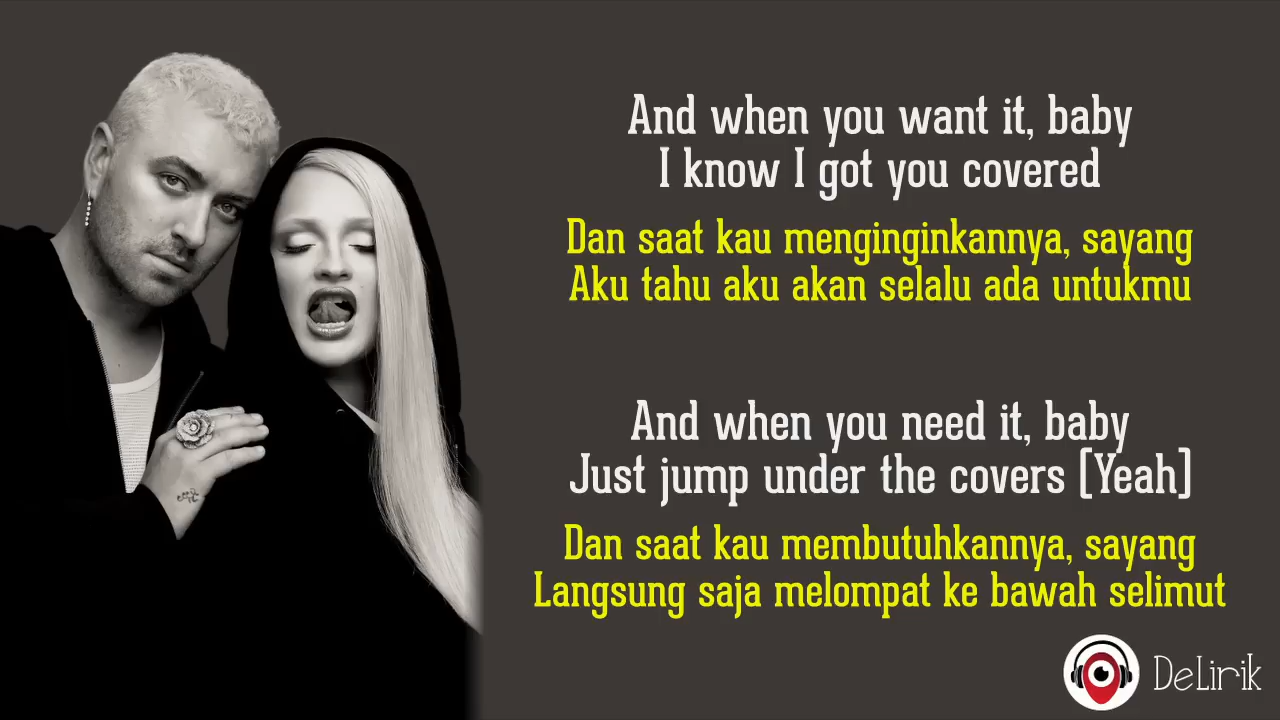 And when you want it, baby
I know I got you covered
Dan saat kau menginginkannya, sayang
Aku tahu aku akan selalu ada untukmu
And when you need it, baby
Just jump under the covers [Yeah]
Dan saat kau membutuhkannya, sayang
Langsung saja melompat ke bawah selimut
DeLirik